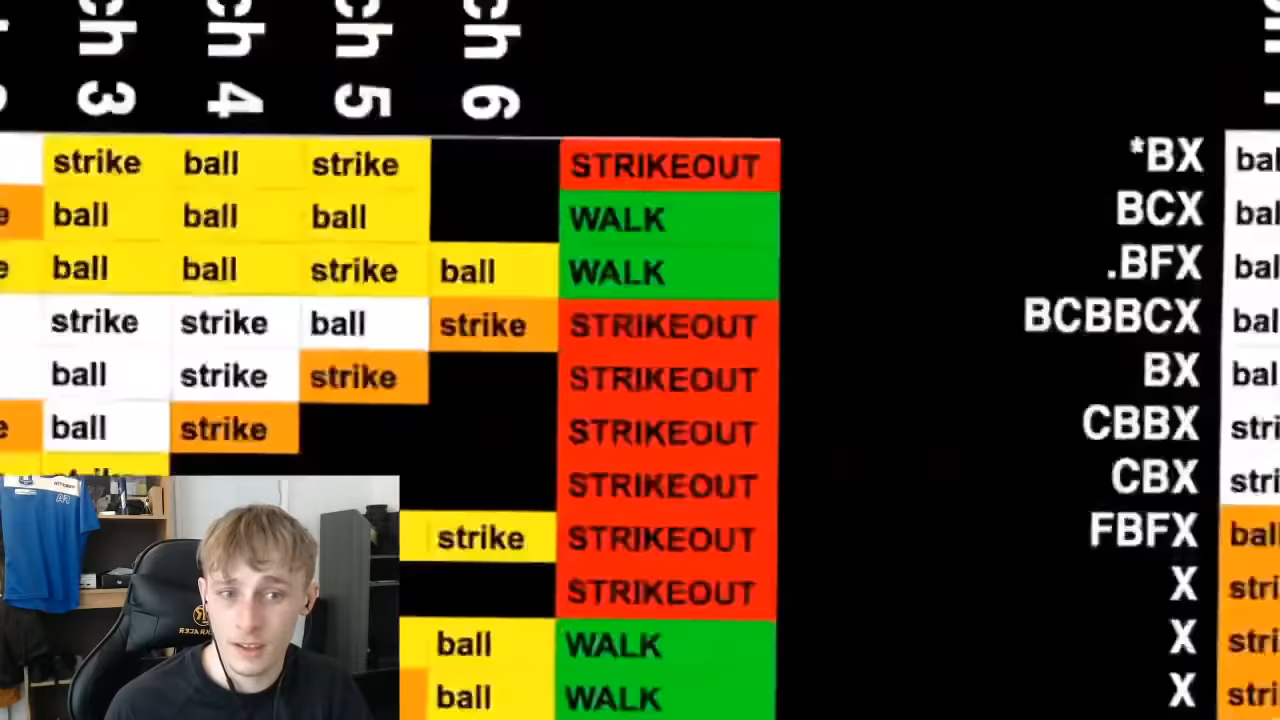 ch 3 ch 4 ch 5 ch 6
strike ball strike STRIKEOUT *BX
ball ball ball WALK BCX
ball ball strike ball WALK .BFX
strike strike ball strike STRIKEOUT BCBBCX
ball strike strike STRIKEOUT BX
ball strike STRIKEOUT CBBX
STRIKEOUT CBX
strike STRIKEOUT FBFX ball
STRIKEOUT X
ball WALK X
ball WALK X